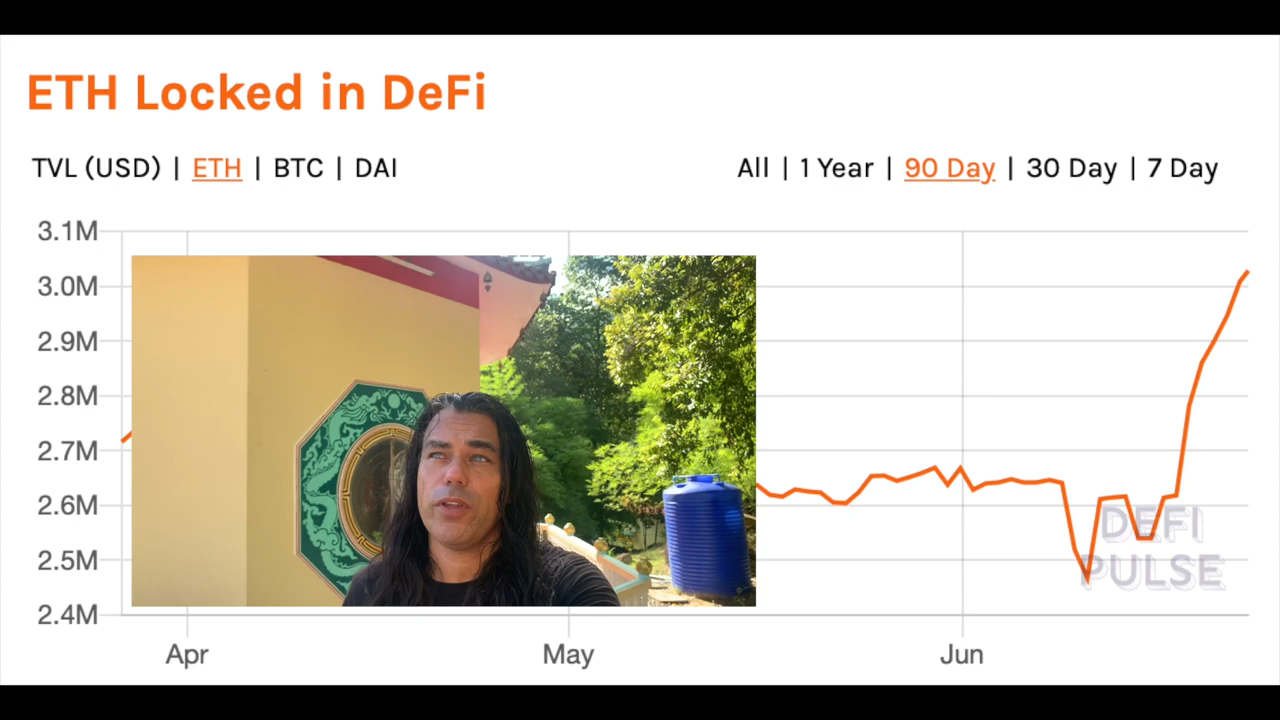 ETH Locked in DeFi
TVL (USD) | ETH | BTC | DAI
All | 1 Year | 90 Day | 30 Day | 7 Day
3.1M
3.0M
2.9M
2.8M
2.7M
2.6M
2.5M
2.4M
DEFI
PULSE
Apr
May
Jun